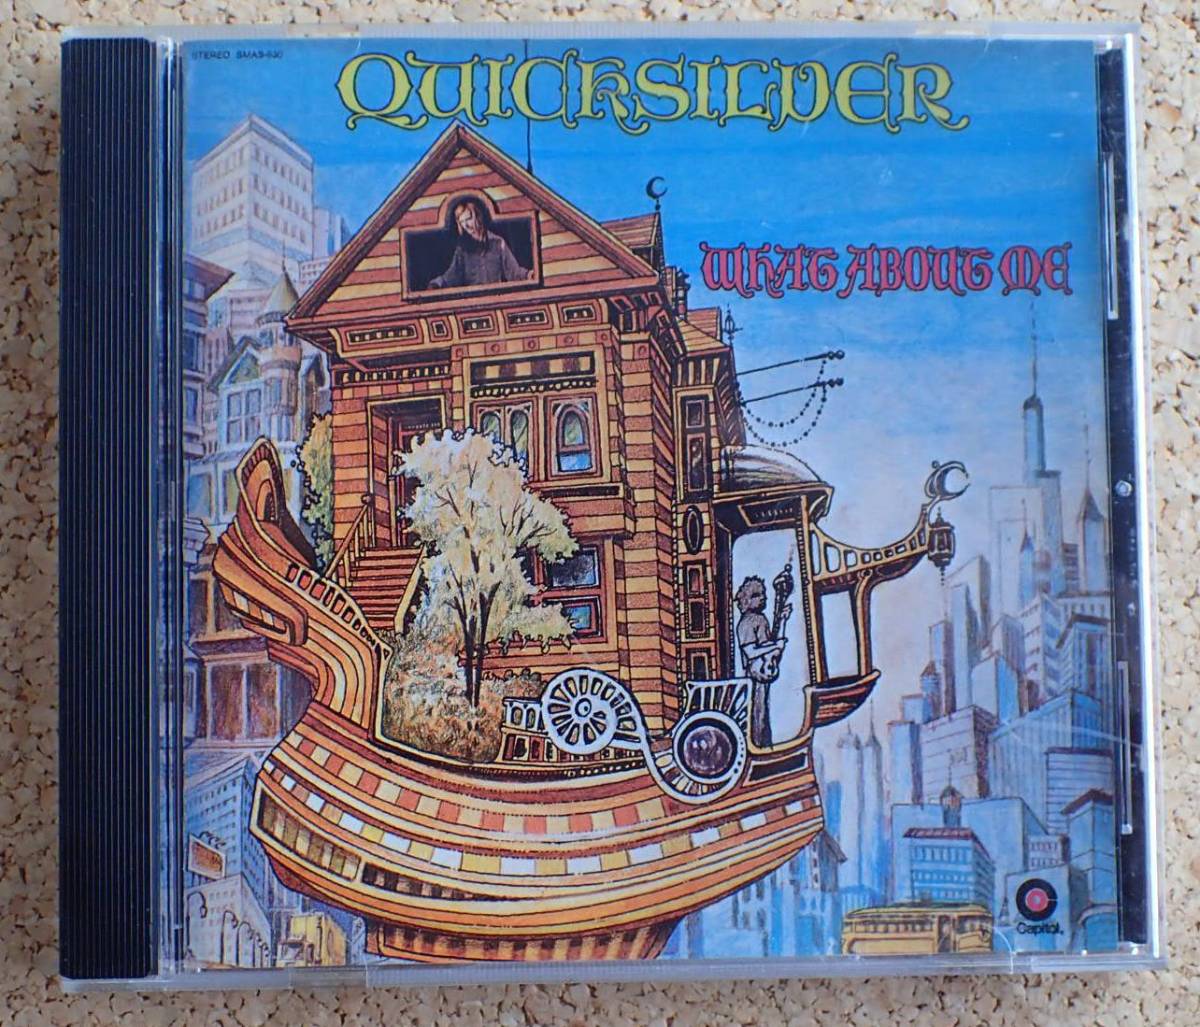 STEREO SMAS-630
QUICKSILVER
WHAT ABOUT ME
Capitol.